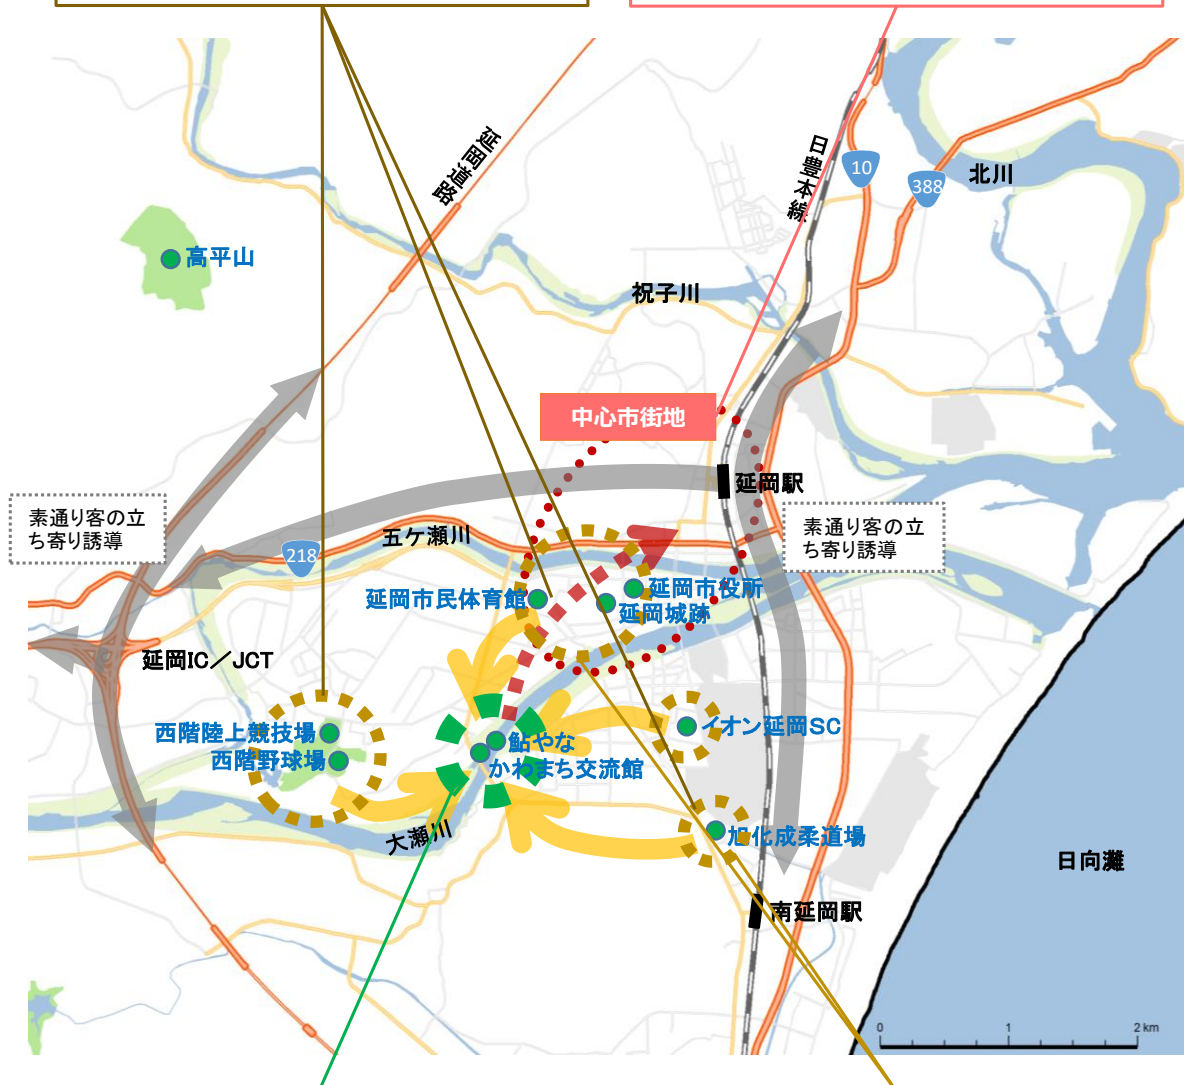 延岡道路
日豊本線
10
388
北川
高平山
祝子川
中心市街地
延岡駅
素通り客の立
ち寄り誘導
素通り客の立
ち寄り誘導
五ケ瀬川
218
延岡市役所
延岡市民体育館
延岡城跡
延岡IC／JCT
西階陸上競技場
西階野球場
鮎やな
かわまち交流館
イオン延岡SC
大瀬川
旭化成柔道場
日向灘
南延岡駅
0 1 2 km